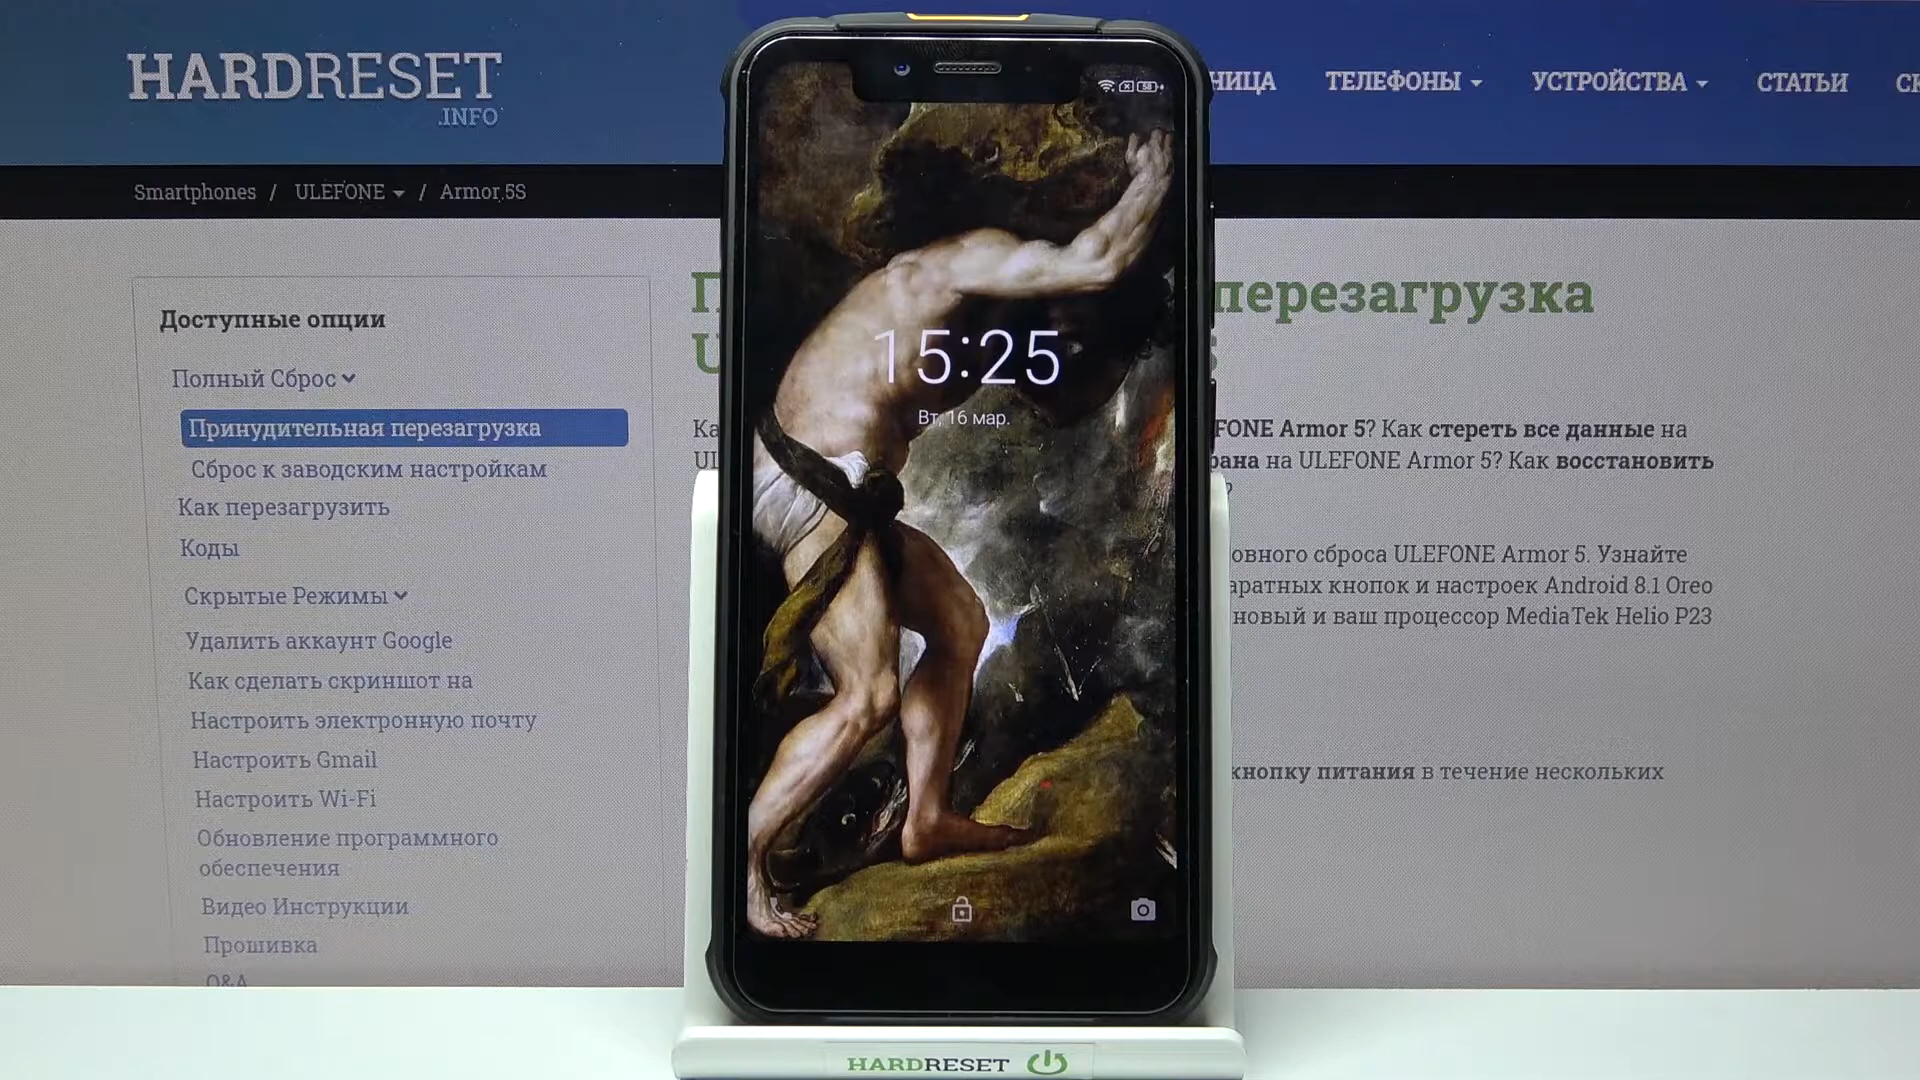 HARDRESET
.INFO
НИЦА ТЕЛЕФОНЫ УСТРОЙСТВА СТАТЬИ
Smartphones / ULEFONE / Armor 5S
Доступные опции
Полный Сброс
Принудительная перезагрузка
Сброс к заводским настройкам
Как перезагрузить
Коды
Скрытые Режимы
Удалить аккаунт Google
Как сделать скриншот на
Настроить электронную почту
Настроить Gmail
Настроить Wi-Fi
Обновление программного
обеспечения
Видео Инструкции
Прошивка
Q&A
58
15:25
Вт, 16 мар.
перезагрузка
FONE Armor 5? Как стереть все данные на
рана на ULEFONE Armor 5? Как восстановить
?
овного сброса ULEFONE Armor 5. Узнайте
аратных кнопок и настроек Android 8.1 Oreo
новый и ваш процессор MediaTek Helio P23
кнопку питания в течение нескольких
HARDRESET